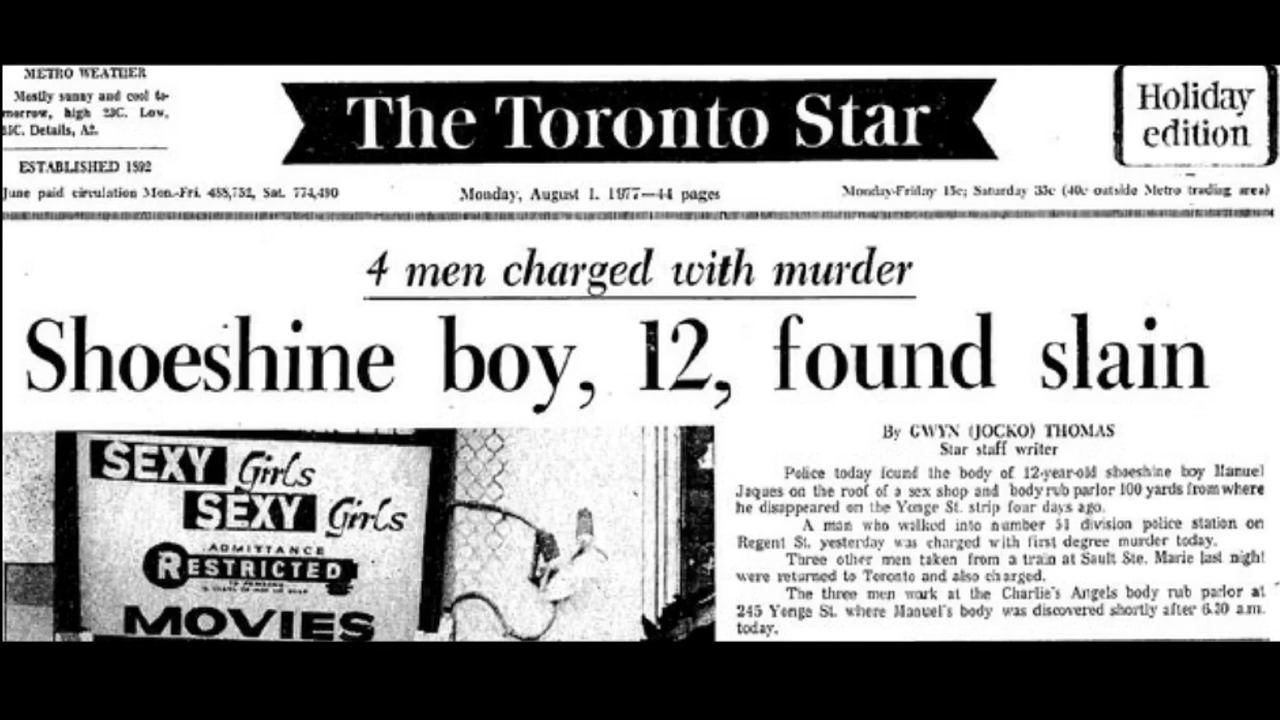 METRO WEATHER
Mostly sunny and cool to-
morrow, high 23C. Low,
C. Details, A2.
ESTABLISHED 1892
The Toronto Star
Holiday
edition
June paid circulation Mon.-Fri. 488,752, Sat. 774,490
Monday, August 1, 1977—44 pages
Monday-Friday 15c; Saturday 35c (40c outside Metro trading area)
4 men charged with murder
Shoeshine boy, 12, found slain
SEXY Girls
SEXY Girls
ADMITTANCE
RESTRICTED
MOVIES
By GWYN (JOCKO) THOMAS
Star staff writer
Police today found the body of 12-year-old shoeshine boy Manuel
Jaques on the roof of a sex shop and body rub parlor 100 yards from where
he disappeared on the Yonge St. strip four days ago.
A man who walked into number 51 division police station on
Regent St. yesterday was charged with first degree murder today.
Three other men taken from a train at Sault Ste. Marie last night
were returned to Toronto and also charged.
The three men work at the Charlie's Angels body rub parlor at
245 Yonge St. where Manuel's body was discovered shortly after 6.30 a.m.
today.